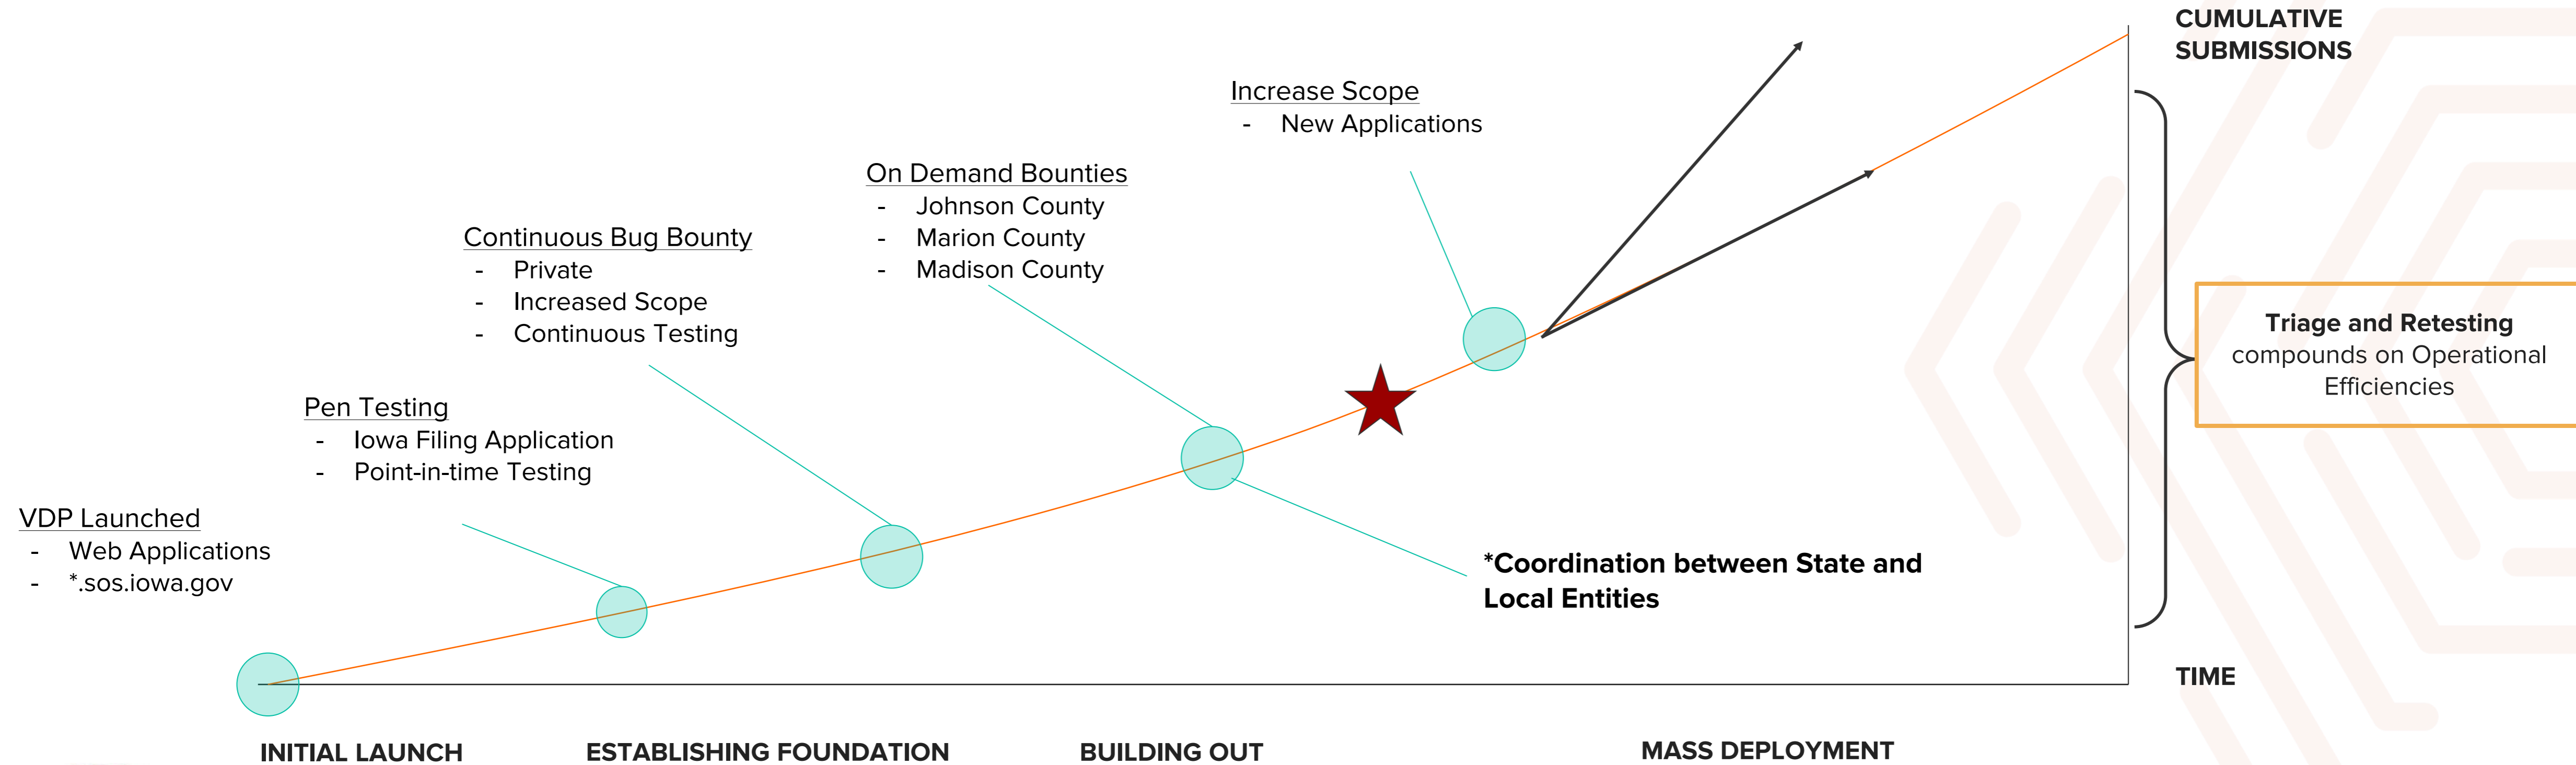 CUMULATIVE
SUBMISSIONS
Increase Scope
- New Applications
On Demand Bounties
- Johnson County
- Marion County
- Madison County
Continuous Bug Bounty
- Private
- Increased Scope
- Continuous Testing
Pen Testing
- Iowa Filing Application
- Point-in-time Testing
VDP Launched
- Web Applications
- *.sos.iowa.gov
*Coordination between State and
Local Entities
Triage and Retesting
compounds on Operational
Efficiencies
TIME
INITIAL LAUNCH
ESTABLISHING FOUNDATION
BUILDING OUT
MASS DEPLOYMENT